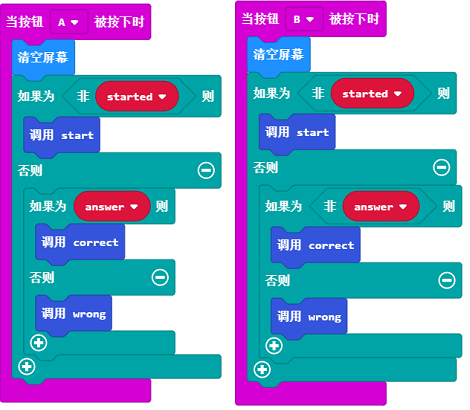 当按钮 A 被按下时
清空屏幕
如果为 非 started 则
调用 start
否则
如果为 answer 则
调用 correct
否则
调用 wrong
当按钮 B 被按下时
清空屏幕
如果为 非 started 则
调用 start
否则
如果为 非 answer 则
调用 correct
否则
调用 wrong